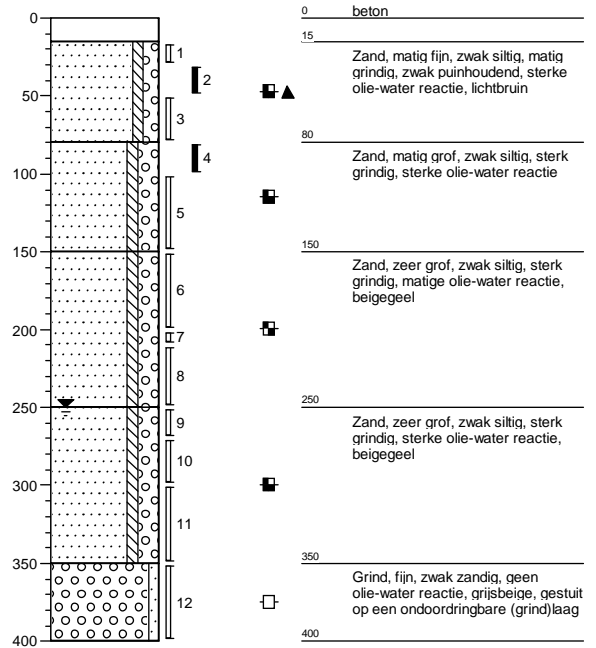 0
0
beton
15
1
Zand, matig fijn, zwak siltig, matig
grindig, zwak puinhoudend, sterke
olie-water reactie, lichtbruin
2
50
3
80
4
Zand, matig grof, zwak siltig, sterk
grindig, sterke olie-water reactie
100
5
150
150
Zand, zeer grof, zwak siltig, sterk
grindig, matige olie-water reactie,
beigegeel
6
200
7
8
250
250
Zand, zeer grof, zwak siltig, sterk
grindig, sterke olie-water reactie,
beigegeel
9
10
300
11
350
350
Grind, fijn, zwak zandig, geen
olie-water reactie, grijsbeige, gestuit
op een ondoordringbare (grind)laag
12
400
400